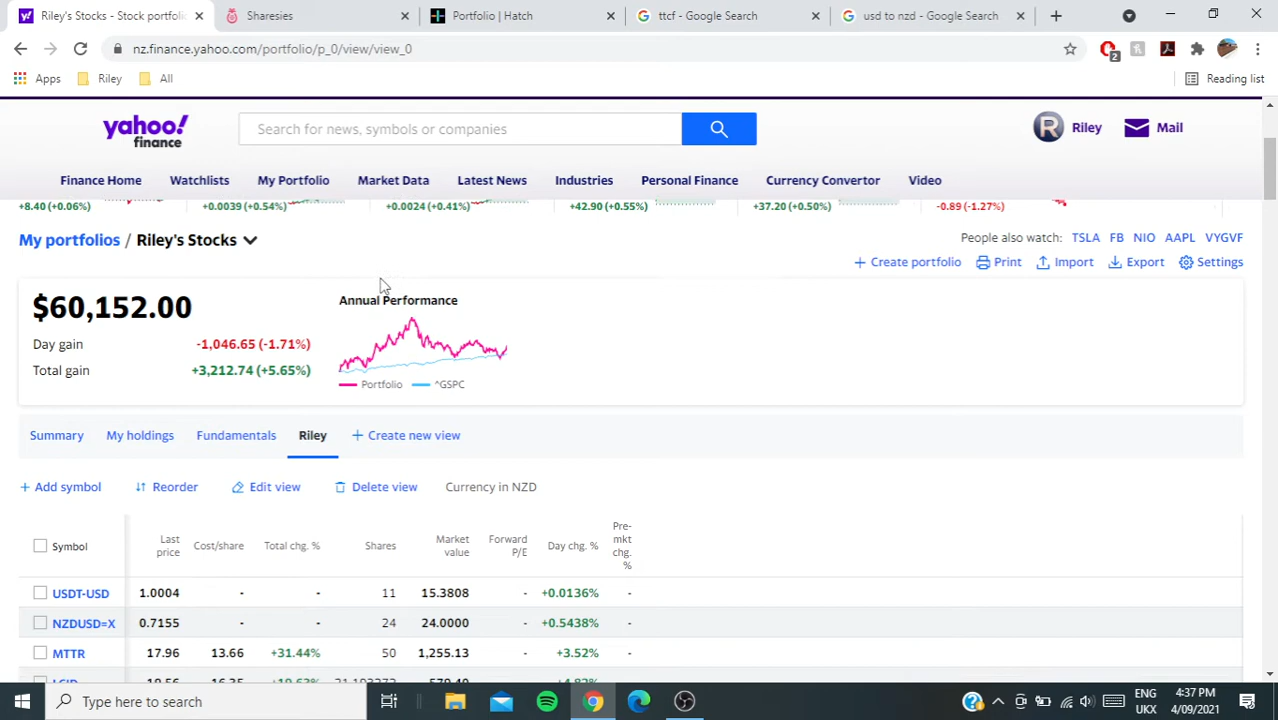 Riley's Stocks - Stock portfoli
Sharesies
Portfolio | Hatch
ttcf - Google Search
usd to nzd - Google Search
nz.finance.yahoo.com/portfolio/p_0/view/view_0
2
Apps
Riley
All
Reading list
yahoo!
finance
Search for news, symbols or companies
R
Riley
Mail
Finance Home
Watchlists
My Portfolio
Market Data
Latest News
Industries
Personal Finance
Currency Convertor
Video
+8.40 (+0.06%)
+0.0039 (+0.54%)
+0.0024 (+0.41%)
+42.90 (+0.55%)
+37.20 (+0.50%)
-0.89 (-1.27%)
My portfolios / Riley's Stocks
People also watch: TSLA FB NIO AAPL VYGVF
+ Create portfolio
Print
Import
Export
Settings
$60,152.00
Day gain -1,046.65 (-1.71%)
Total gain +3,212.74 (+5.65%)
Annual Performance
Portfolio ^GSPC
Summary
My holdings
Fundamentals
Riley
+ Create new view
+ Add symbol
Reorder
Edit view
Delete view
Currency in NZD
Symbol
Last
price
Cost/share
Total chg. %
Shares
Market
value
Forward
P/E
Day chg. %
Pre-
mkt
chg.
%
USDT-USD 1.0004 - - 11 15.3808 - +0.0136% -
NZDUSD=X 0.7155 - - 24 24.0000 - +0.5438% -
MTTR 17.96 13.66 +31.44% 50 1,255.13 - +3.52% -
Type here to search
ENG
UKX
4:37 PM
4/09/2021